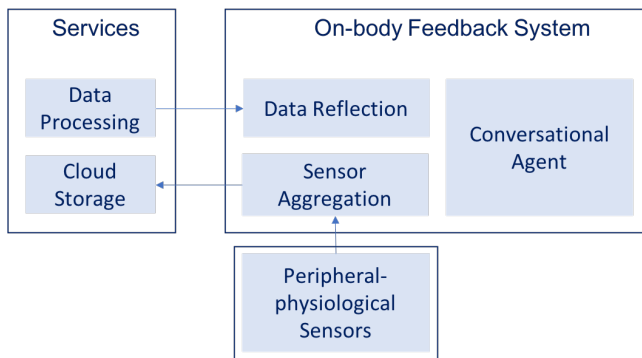 Services
On-body Feedback System
Data
Processing
Data Reflection
Conversational
Agent
Cloud
Storage
Sensor
Aggregation
Peripheral-
physiological
Sensors